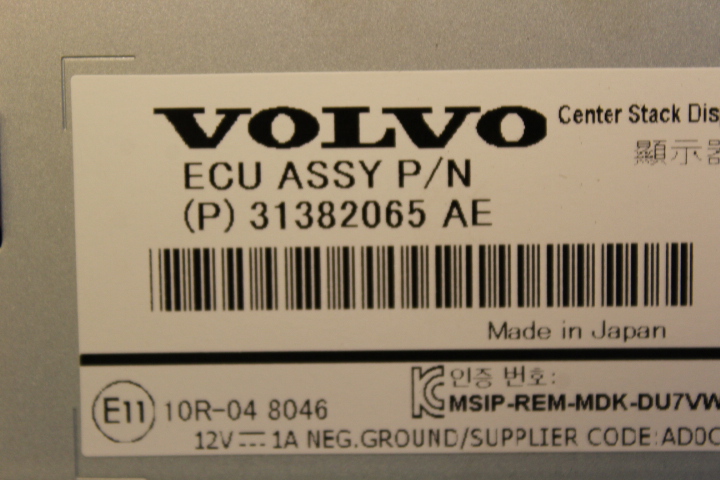 VOLVO
Center Stack Dis
顯示器
ECU ASSY P/N
(P) 31382065 AE
Made in Japan
E11 10R-04 8046
인증 번호:
MSIP-REM-MDK-DU7VW
12V⎓1A NEG.GROUND/SUPPLIER CODE:AD0C